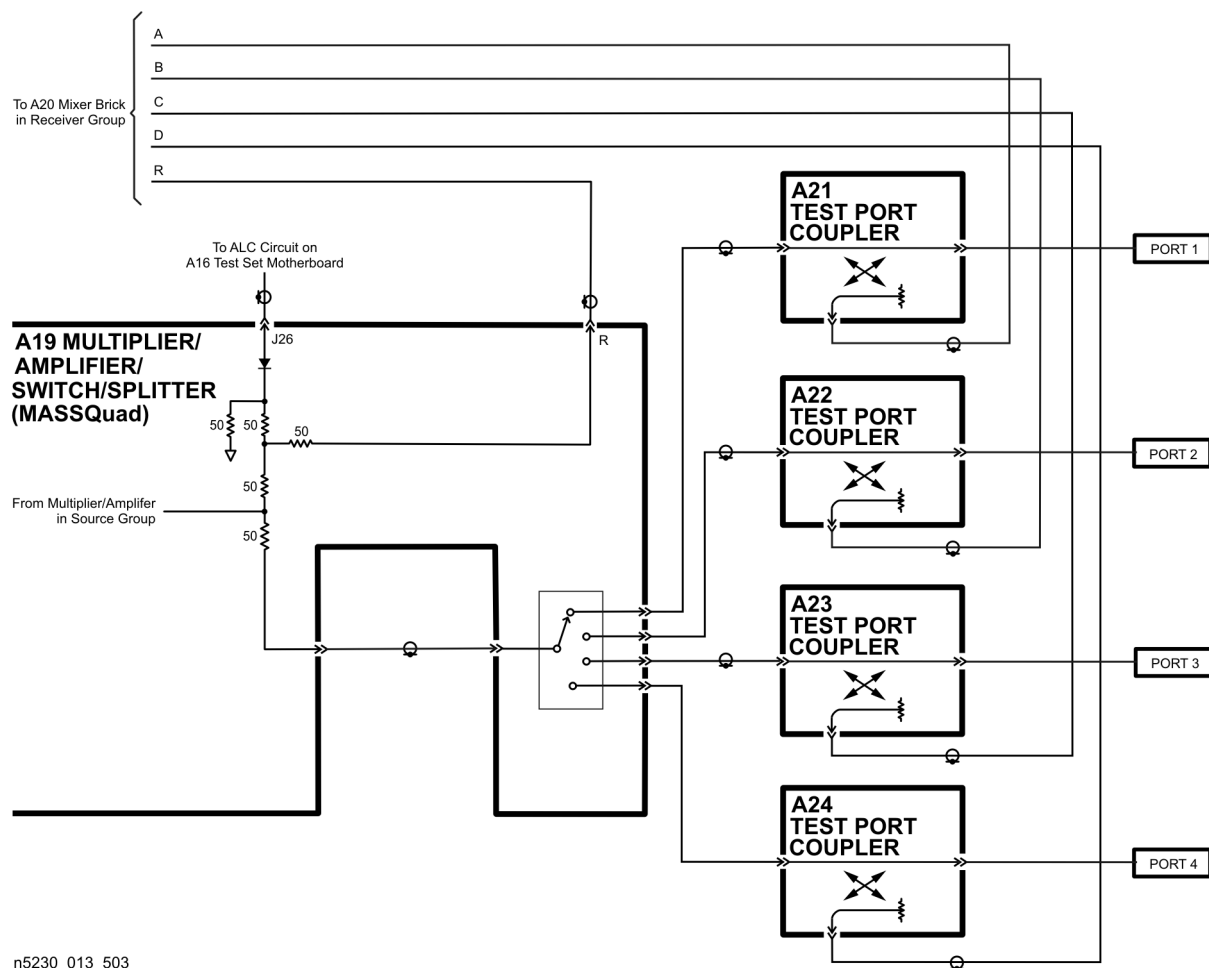 A
B
To A20 Mixer Brick
in Receiver Group
C
D
R
A21
TEST PORT
COUPLER
PORT 1
To ALC Circuit on
A16 Test Set Motherboard
J26
R
A19 MULTIPLIER/
AMPLIFIER/
SWITCH/SPLITTER
(MASSQuad)
50
50
50
50
From Multiplier/Amplifer
in Source Group
50
A22
TEST PORT
COUPLER
PORT 2
A23
TEST PORT
COUPLER
PORT 3
A24
TEST PORT
COUPLER
PORT 4
n5230_013_503